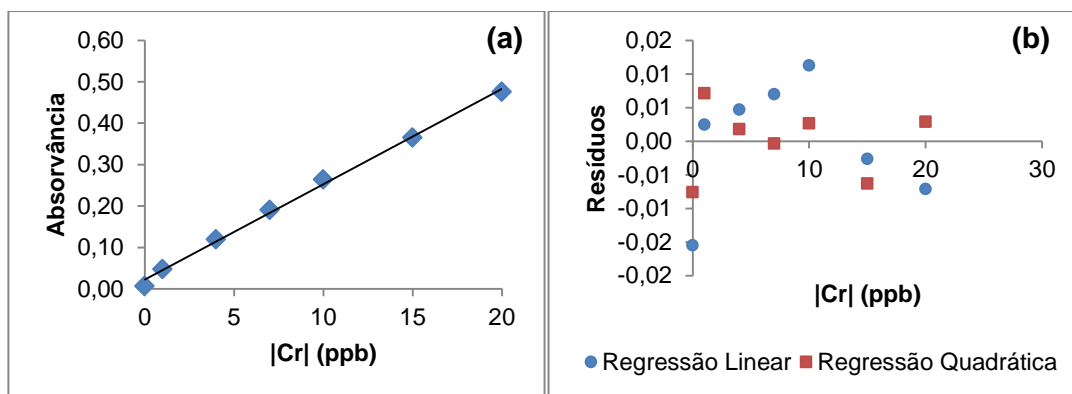 (a)
Absorvância
0,60
0,50
0,40
0,30
0,20
0,10
0,00
0 5 10 15 20
|Cr| (ppb)
(b)
Resíduos
0,02
0,01
0,01
0,00
-0,01
-0,01
-0,02
-0,02
0 10 20 30
|Cr| (ppb)
Regressão Linear Regressão Quadrática